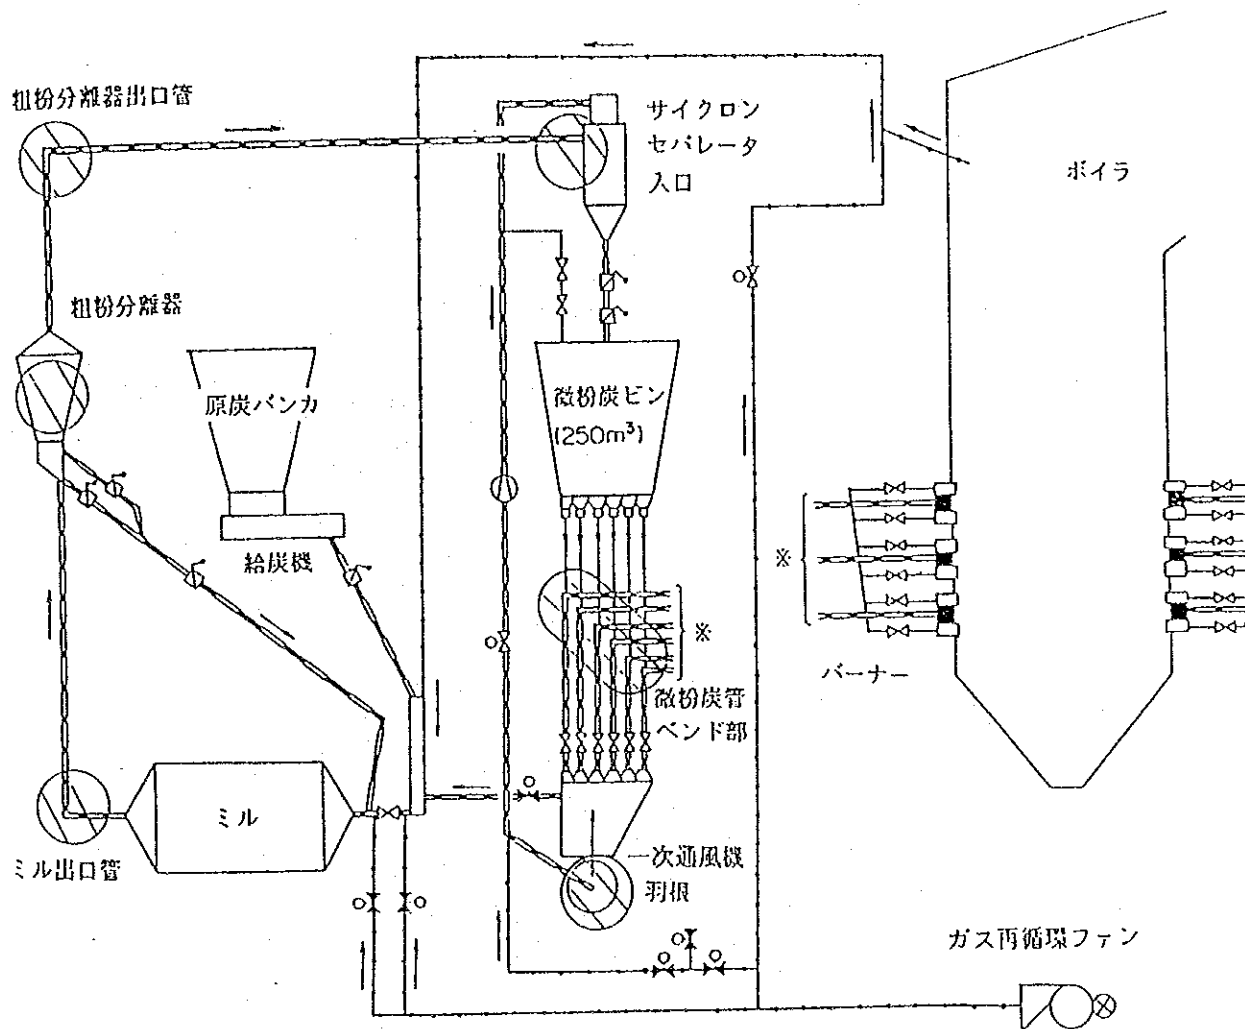 粗粉分離器出口管
サイクロン
セパレータ
入口
ボイラ
粗粉分離器
原炭バンカ
微粉炭ビン
(250m³)
給炭機
※
※
バーナー
微粉炭管
ベンド部
ミル
ミル出口管
一次通風機
羽根
ガス再循環ファン